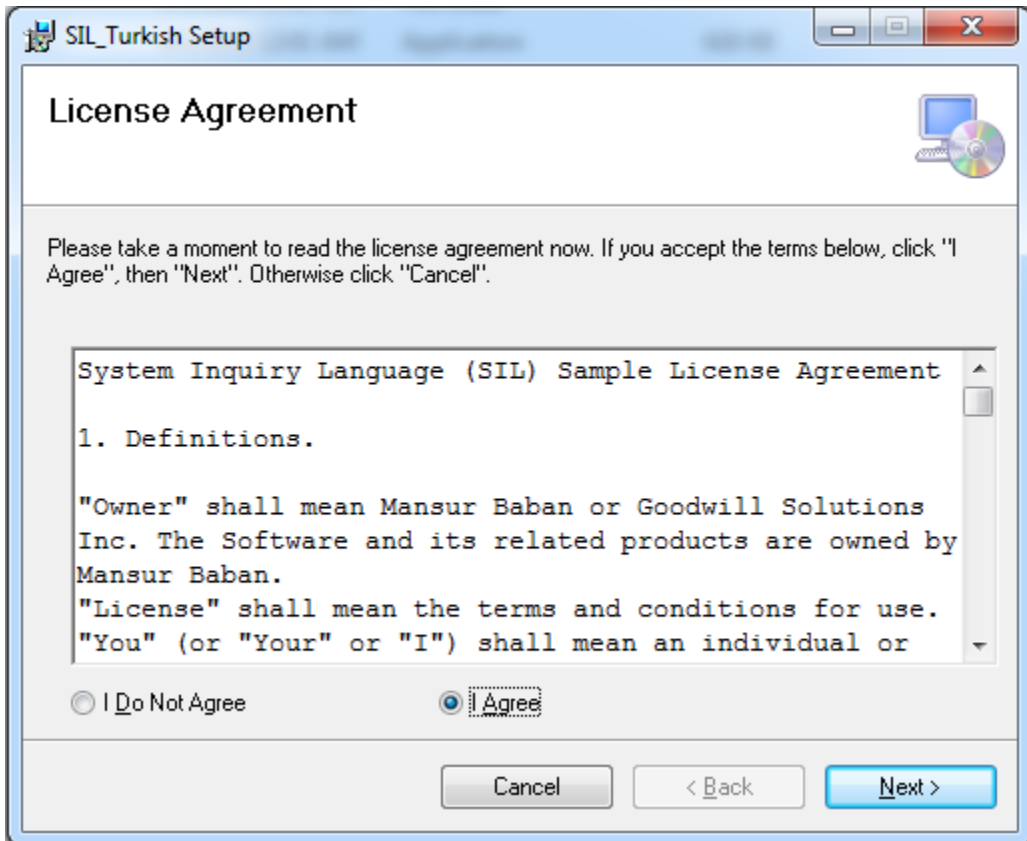 SIL_Turkish Setup
License Agreement
Please take a moment to read the license agreement now. If you accept the terms below, click "I
Agree", then "Next". Otherwise click "Cancel".
System Inquiry Language (SIL) Sample License Agreement
1. Definitions.
"Owner" shall mean Mansur Baban or Goodwill Solutions
Inc. The Software and its related products are owned by
Mansur Baban.
"License" shall mean the terms and conditions for use.
"You" (or "Your" or "I") shall mean an individual or
I Do Not Agree
I Agree
Cancel
< Back
Next >